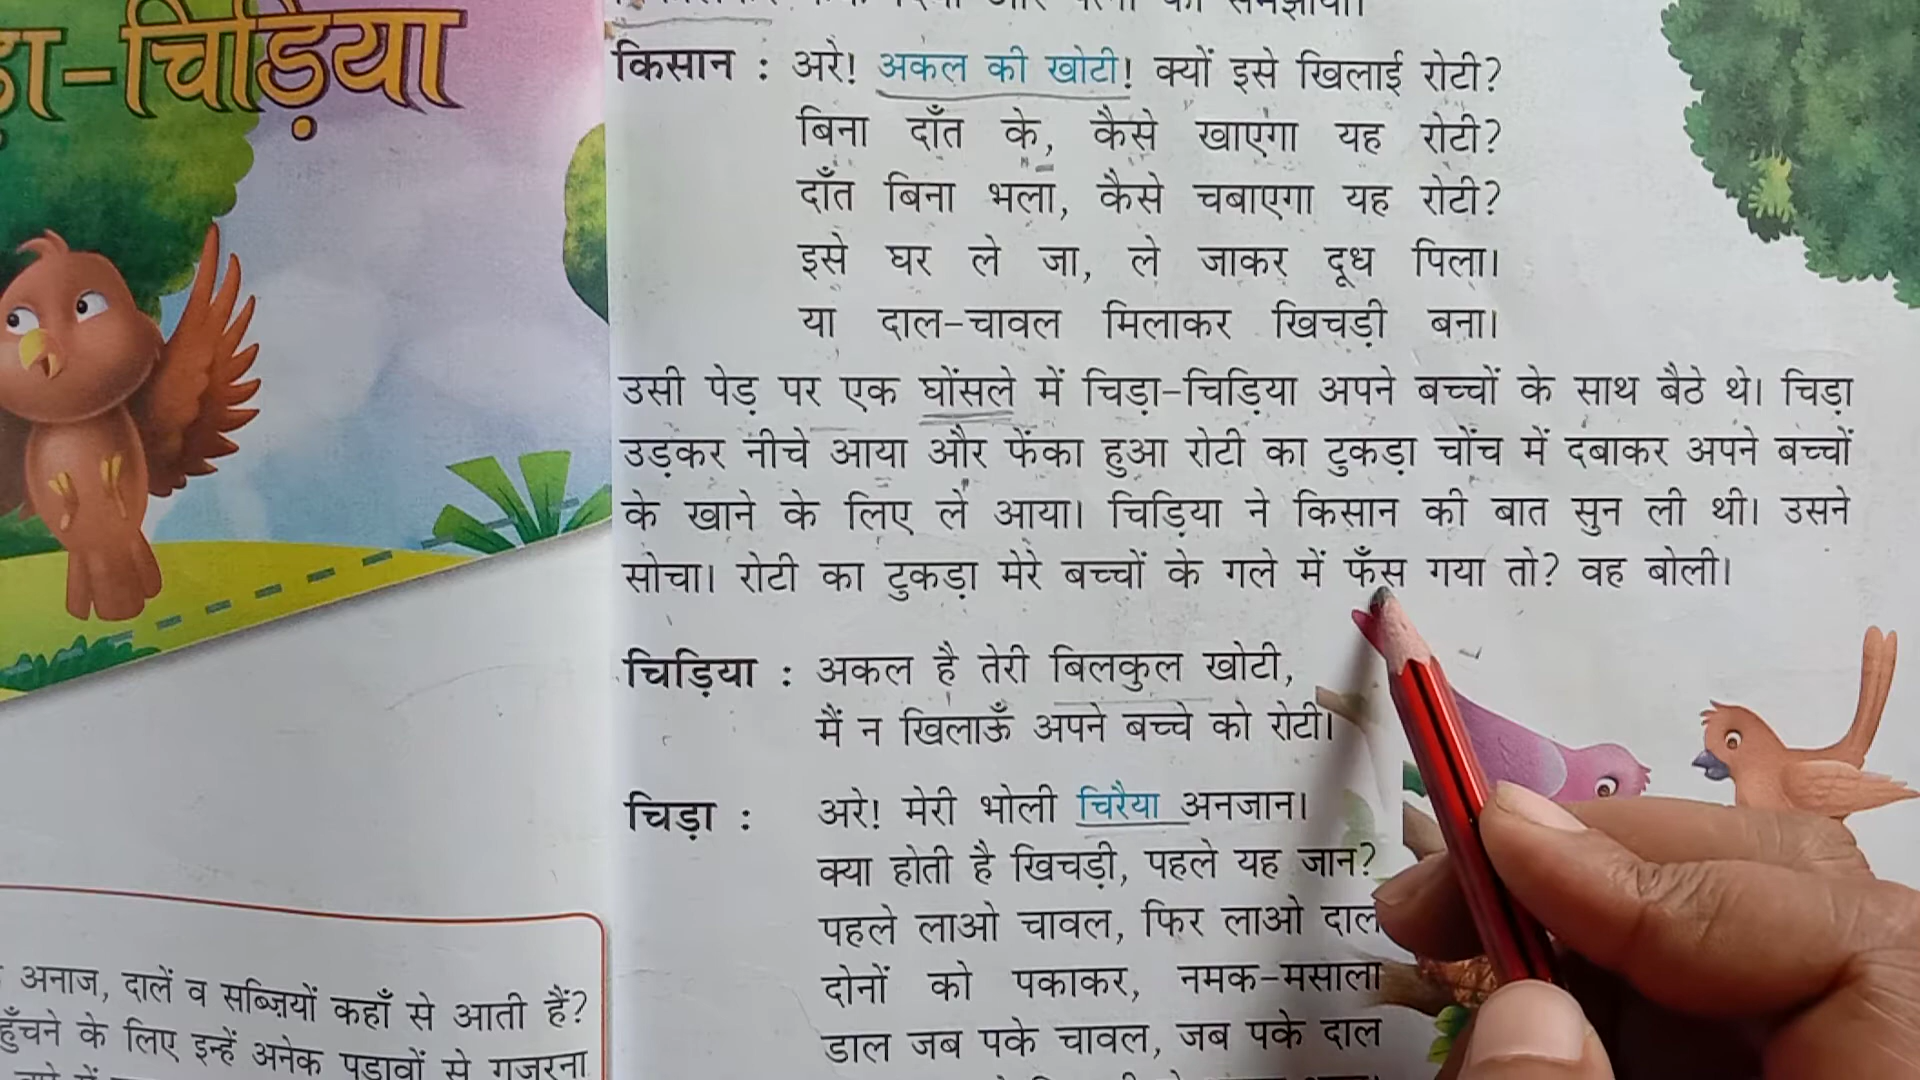 ड़ा-चिड़िया
समझाया।
किसान : अरे! अकल की खोटी! क्यों इसे खिलाई रोटी?
बिना दाँत के, कैसे खाएगा यह रोटी?
दाँत बिना भला, कैसे चबाएगा यह रोटी?
इसे घर ले जा, ले जाकर दूध पिला।
या दाल-चावल मिलाकर खिचड़ी बना।
उसी पेड़ पर एक घोंसले में चिड़ा-चिड़िया अपने बच्चों के साथ बैठे थे। चिड़ा
उड़कर नीचे आया और फेंका हुआ रोटी का टुकड़ा चोंच में दबाकर अपने बच्चों
के खाने के लिए ले आया। चिड़िया ने किसान की बात सुन ली थी। उसने
सोचा। रोटी का टुकड़ा मेरे बच्चों के गले में फँस गया तो? वह बोली।
चिड़िया : अकल है तेरी बिलकुल खोटी,
मैं न खिलाऊँ अपने बच्चे को रोटी।
चिड़ा : अरे! मेरी भोली चिरैया अनजान।
क्या होती है खिचड़ी, पहले यह जान?
पहले लाओ चावल, फिर लाओ दाल
दोनों को पकाकर, नमक-मसाला
डाल जब पके चावल, जब पके दाल
अनाज, दालें व सब्ज़ियाँ कहाँ से आती हैं?
हुँचने के लिए इन्हें अनेक पड़ावों से गुज़रना